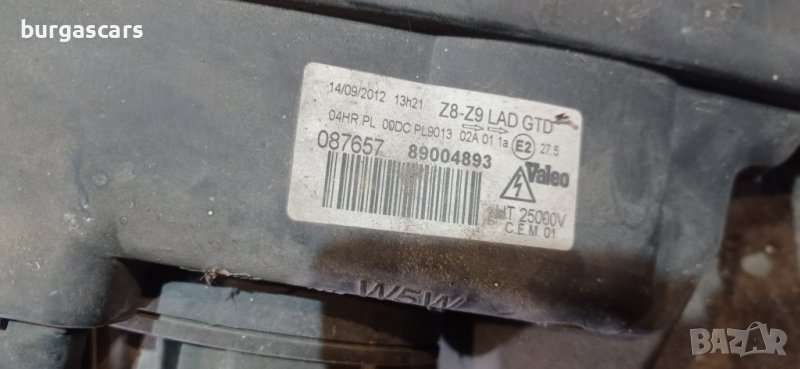 burgascars
14/09/2012 13h21 Z8-Z9 LAD GTD
04HR PL 00DC PL9013 02A 01 1a E2 27.5
087657 89004893
Valeo
HT 25000V
C.E.M 01
W5W
BAZAR